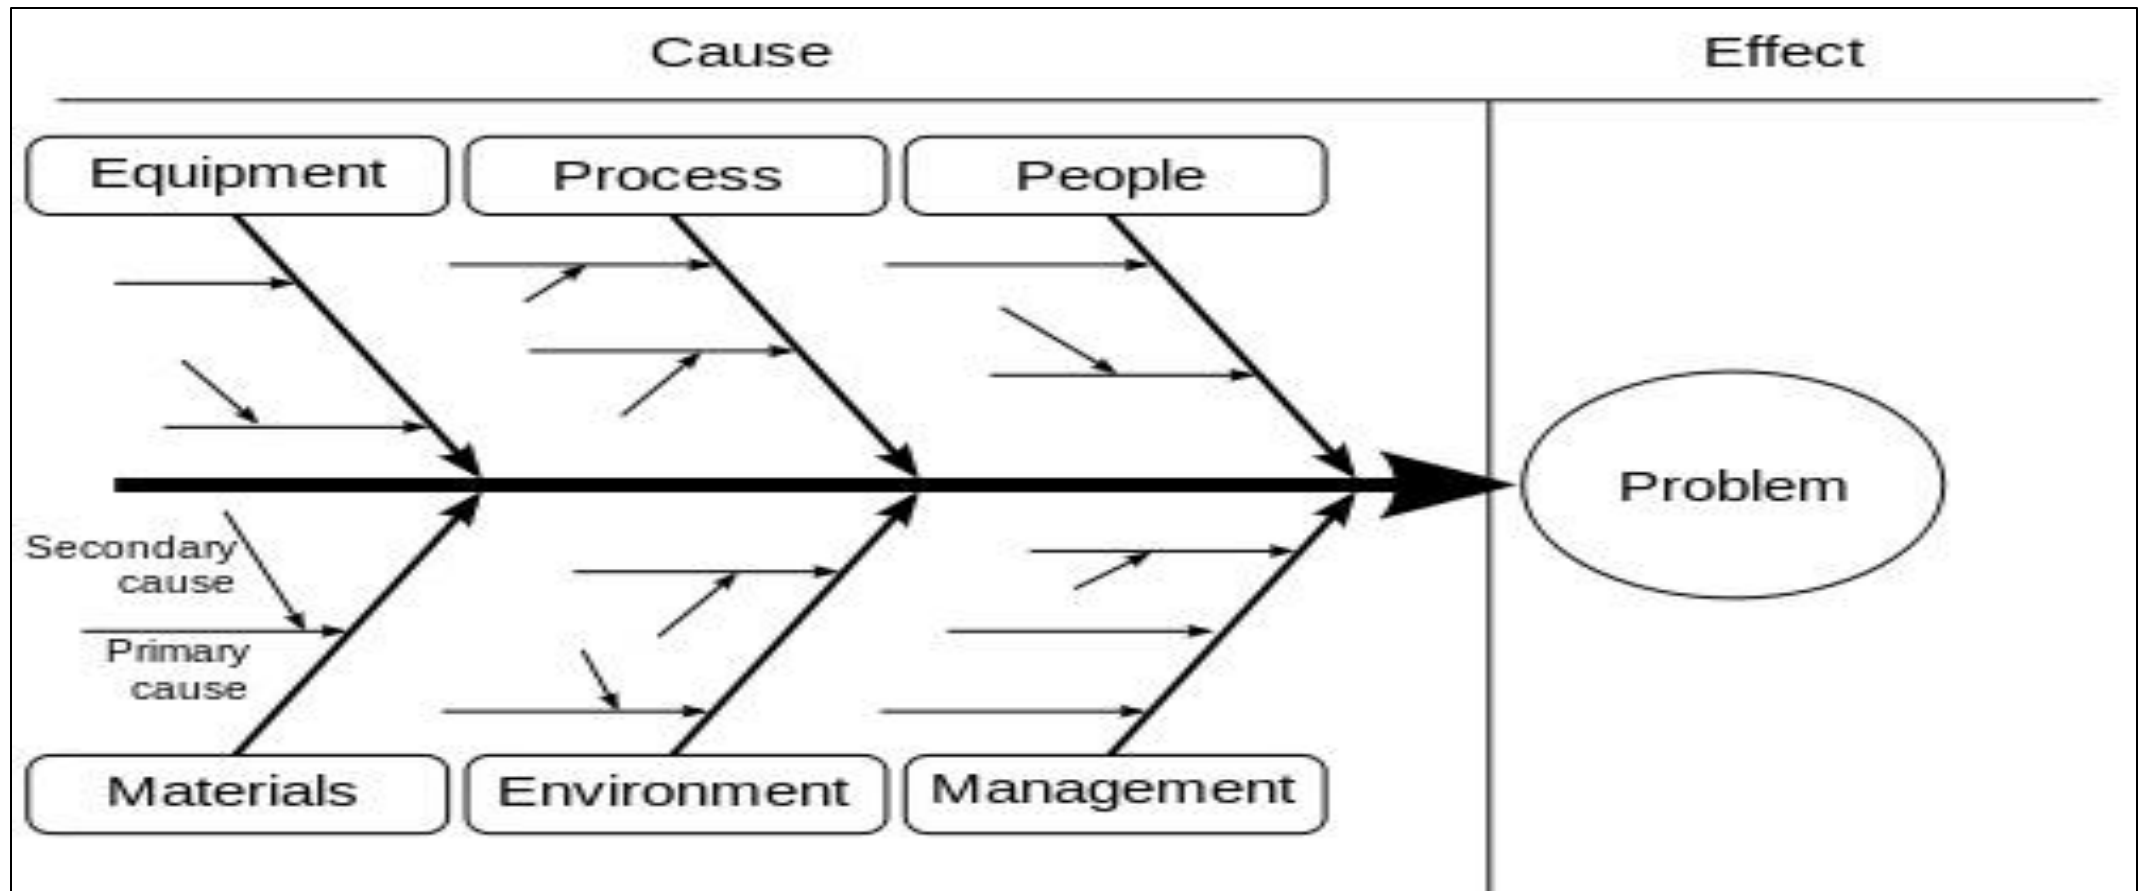 Cause
Effect
Equipment
Process
People
Problem
Secondary
cause
Primary
cause
Materials
Environment
Management